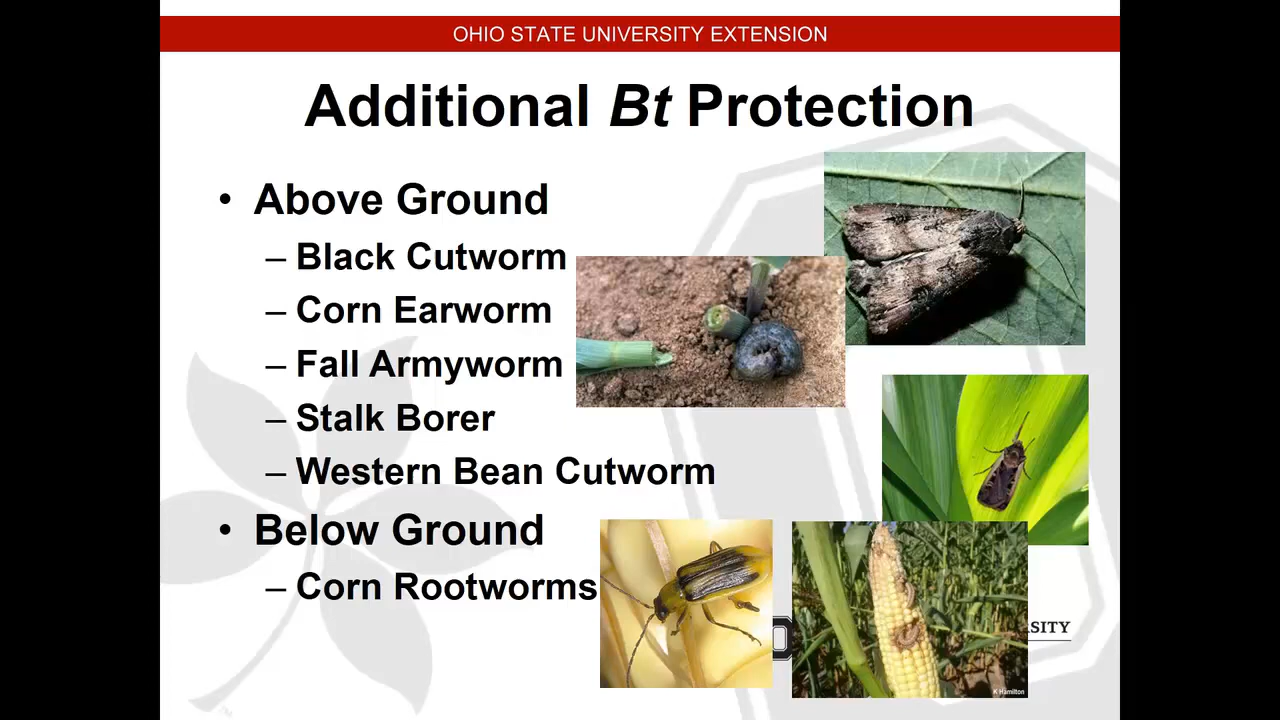 OHIO STATE UNIVERSITY EXTENSION
Additional Bt Protection
• Above Ground
– Black Cutworm
– Corn Earworm
– Fall Armyworm
– Stalk Borer
– Western Bean Cutworm
• Below Ground
– Corn Rootworms
K Hamilton